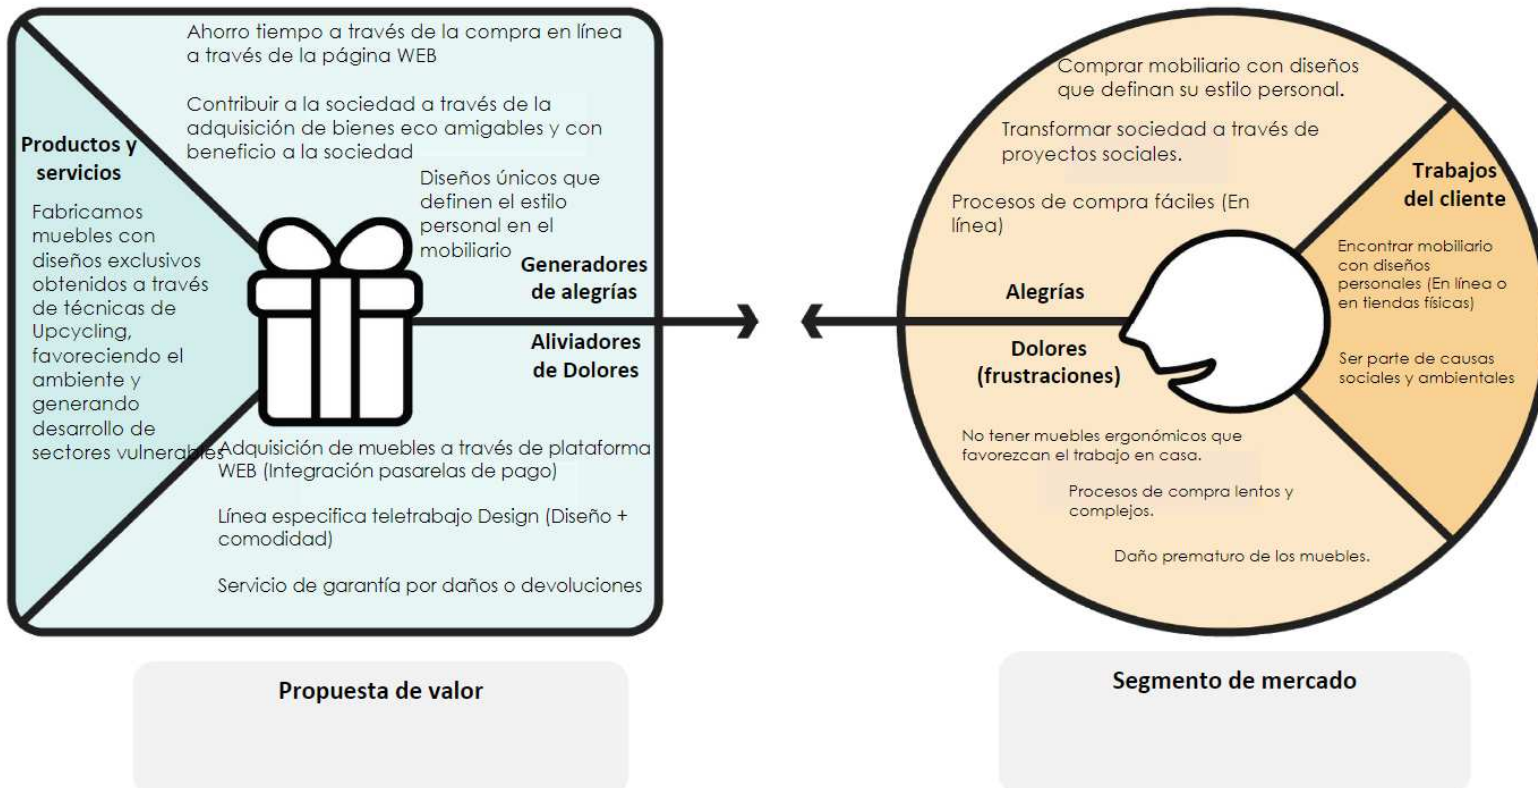 Ahorro tiempo a través de la compra en línea
a través de la página WEB
Contribuir a la sociedad a través de la
adquisición de bienes eco amigables y con
beneficio a la sociedad
Diseños únicos que
definen el estilo
personal en el
mobiliario
Generadores
de alegrías
Productos y
servicios
Fabricamos
muebles con
diseños exclusivos
obtenidos a través
de técnicas de
Upcycling,
favoreciendo el
ambiente y
generando
desarrollo de
sectores vulnerables
Aliviadores
de Dolores
Adquisición de muebles a través de plataforma
WEB (Integración pasarelas de pago)
Línea especifica teletrabajo Design (Diseño +
comodidad)
Servicio de garantía por daños o devoluciones
Propuesta de valor
Comprar mobiliario con diseños
que definan su estilo personal.
Transformar sociedad a través de
proyectos sociales.
Procesos de compra fáciles (En
línea)
Alegrías
Dolores
(frustraciones)
No tener muebles ergonómicos que
favorezcan el trabajo en casa.
Procesos de compra lentos y
complejos.
Daño prematuro de los muebles.
Trabajos
del cliente
Encontrar mobiliario
con diseños
personales (En línea o
en tiendas físicas)
Ser parte de causas
sociales y ambientales
Segmento de mercado